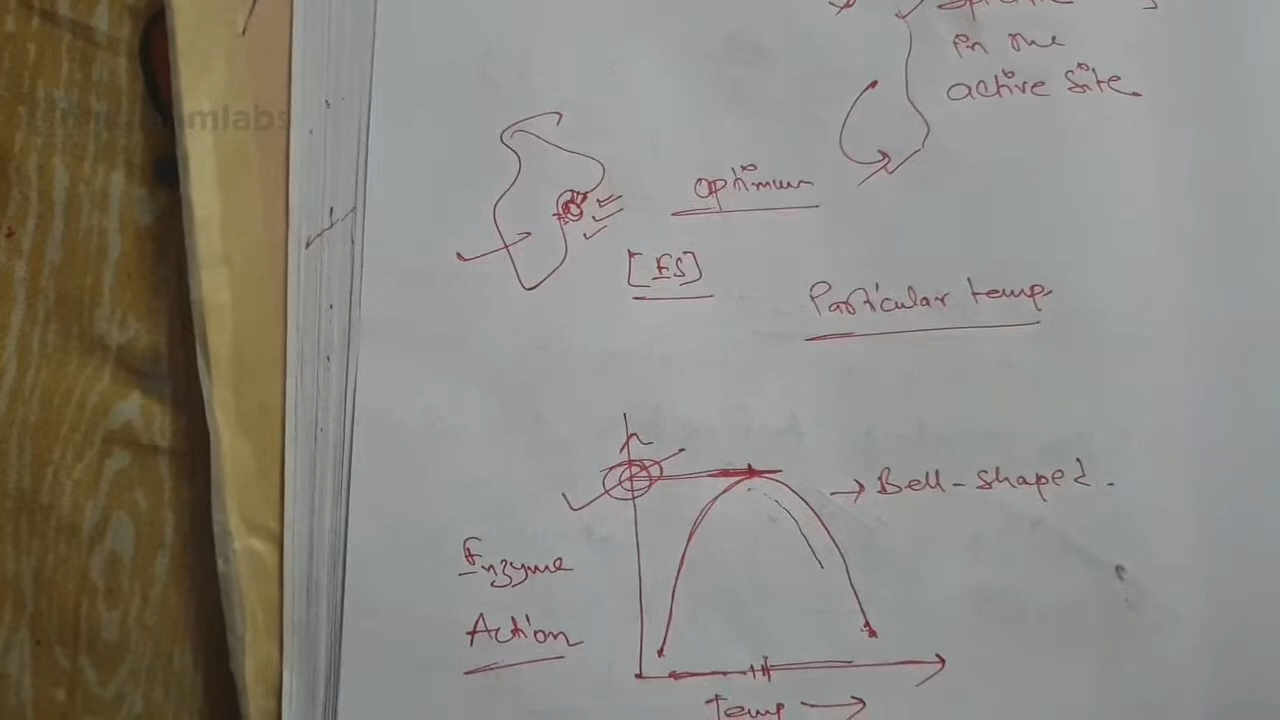 in the
active site.
optimum
[ES]
Particular temp.
→ Bell-shaped.
Enzyme
Action
Temp →